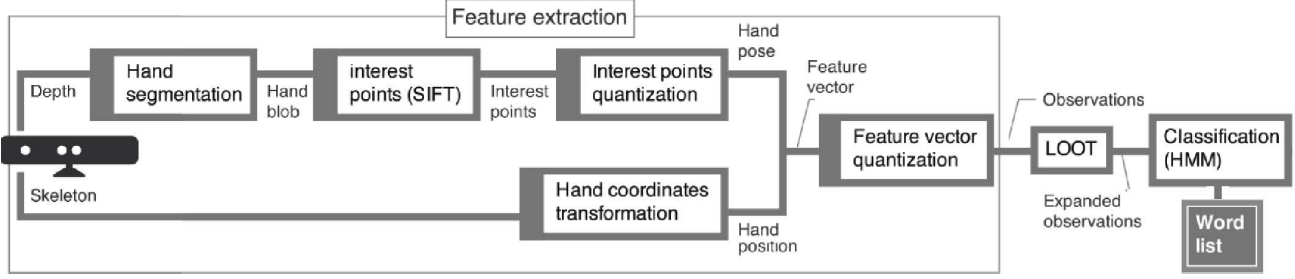 Feature extraction
Depth
Hand
segmentation
Hand
blob
interest
points (SIFT)
Interest
points
Interest points
quantization
Hand
pose
Skeleton
Hand coordinates
transformation
Hand
position
Feature
vector
Feature vector
quantization
Observations
LOOT
Expanded
observations
Classification
(HMM)
Word
list